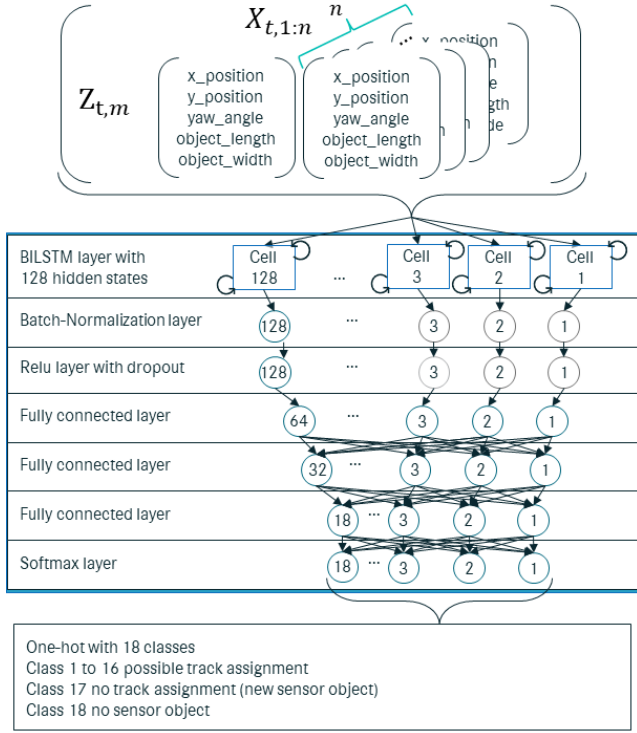 X_{t,1:n} n
Z_{t,m}
x_position
y_position
yaw_angle
object_length
object_width
x_position
y_position
yaw_angle
object_length
object_width
... x_position
BILSTM layer with
128 hidden states
Cell 128 ... Cell 3 Cell 2 Cell 1
Batch-Normalization layer 128 ... 3 2 1
Relu layer with dropout 128 3 2 1
Fully connected layer 64 ... 3 2 1
Fully connected layer 32 ... 3 2 1
Fully connected layer 18 ... 3 2 1
Softmax layer 18 ... 3 2 1
One-hot with 18 classes
Class 1 to 16 possible track assignment
Class 17 no track assignment (new sensor object)
Class 18 no sensor object